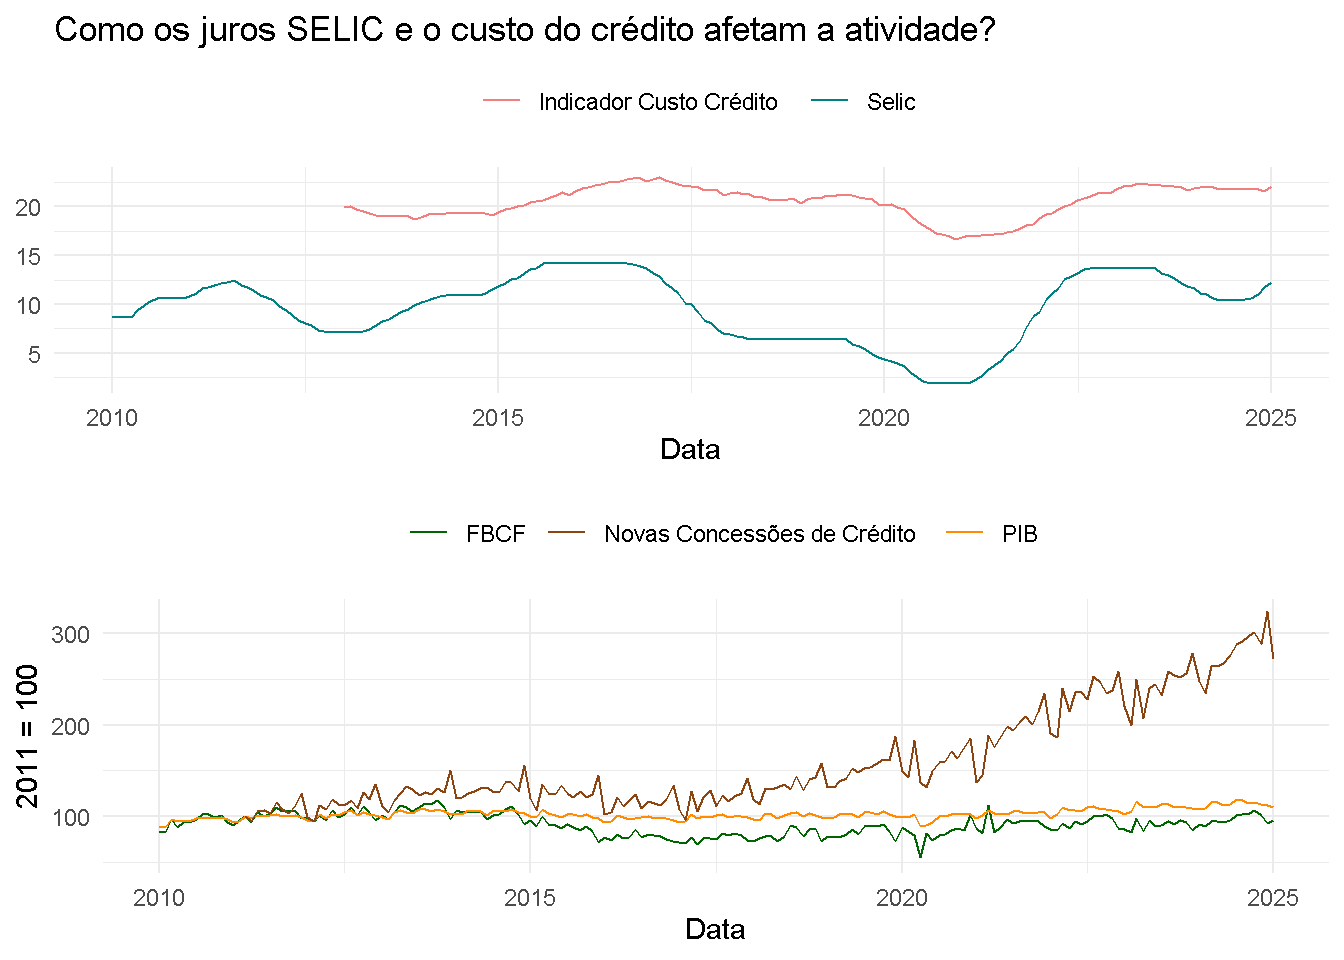 Como os juros SELIC e o custo do crédito afetam a atividade?
Indicador Custo Crédito Selic
20
15
10
5
2010 2015 2020 2025
Data
FBCF Novas Concessões de Crédito PIB
300
200
100
2011 = 100
2010 2015 2020 2025
Data